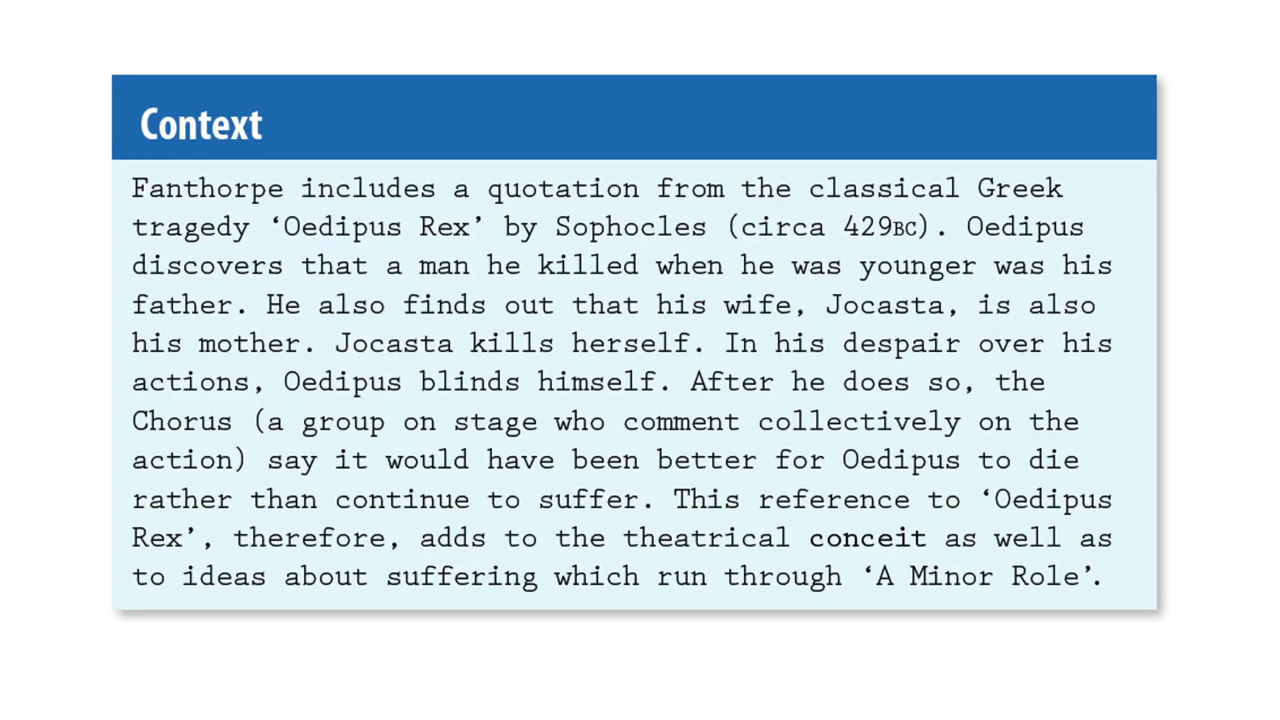 Context
Fanthorpe includes a quotation from the classical Greek
tragedy ‘Oedipus Rex’ by Sophocles (circa 429BC). Oedipus
discovers that a man he killed when he was younger was his
father. He also finds out that his wife, Jocasta, is also
his mother. Jocasta kills herself. In his despair over his
actions, Oedipus blinds himself. After he does so, the
Chorus (a group on stage who comment collectively on the
action) say it would have been better for Oedipus to die
rather than continue to suffer. This reference to ‘Oedipus
Rex’, therefore, adds to the theatrical conceit as well as
to ideas about suffering which run through ‘A Minor Role’.